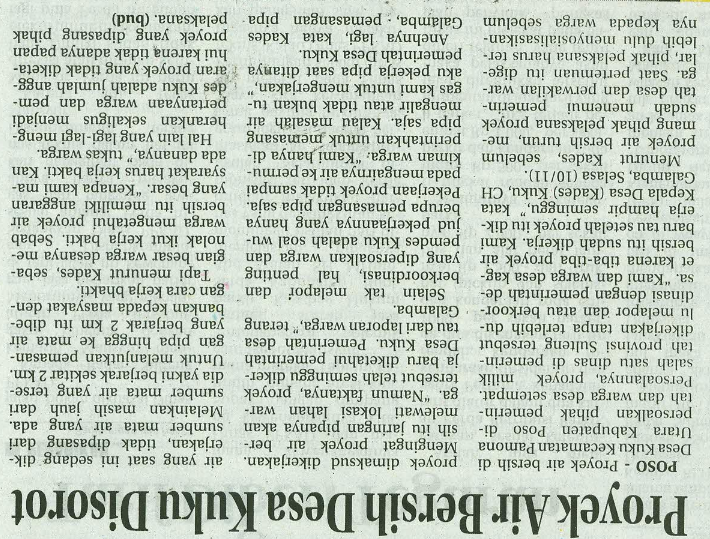 Proyek Air Bersih Desa Kuku Disorot
POSO - Proyek air bersih di
Desa Kuku Kecamatan Pamona
Utara Kabupaten Poso di-
persoalkan pihak pemerin-
tah dan warga desa setempat.
Persoalannya, proyek milik
salah satu dinas di pemerin-
tah provinsi Sulteng tersebut
dikerjakan tanpa terlebih du-
lu melapor dan atau berkoor-
dinasi dengan pemerintah de-
sa. "Kami dan warga desa kag-
et karena tiba-tiba proyek air
bersih itu sudah dikerja. Kami
baru tau setelah proyek itu dik-
erja hampir seminggu," kata
Kepala Desa (Kades) Kuku, CH
Galamba, Selasa (10/11).
Menurut Kades, sebelum
proyek air bersih turun, me-
mang pihak pelaksana proyek
sudah menemui pemerin-
tah desa dan perwakilan war-
ga. Saat pertemuan itu dige-
lar, pihak pelaksana harus ter-
lebih dulu menyosialisasikan-
nya kepada warga sebelum
proyek dimaksud dikerjakan.
Mengingat proyek air ber-
sih itu jaringan pipanya akan
melewati lokasi lahan war-
ga. "Namun faktanya, proyek
tersebut telah seminggu diker-
ja baru diketahui pemerintah
Desa Kuku. Pemerintah desa
tau dari laporan warga," terang
Galamba.
Selain tak melapor dan
berkoordinasi, hal penting
yang dipersoalkan warga dan
pemdes Kuku adalah soal wu-
jud pekerjaannya yang hanya
berupa pemasangan pipa saja.
Pekerjaan proyek tidak sampai
pada mengairnya air ke permu-
kiman warga. "Kami hanya di-
perintahkan untuk memasang
pipa saja. Kalau masalah air
mengalir atau tidak bukan tu-
gas kami untuk mengerjakan,"
aku pekerja pipa saat ditanya
pemerintah Desa Kuku.
Anehnya lagi, kata Kades
Galamba, pemasangan pipa
air yang saat ini sedang dik-
erjakan, tidak dipasang dari
sumber mata air yang ada.
Melainkan masih jauh dari
sumber mata air yang terse-
dia yakni berjarak sekitar 2 km.
Untuk melanjutkan pemasan-
gan pipa hingga ke mata air
yang berjarak 2 km itu dibe-
bankan kepada masyakat den-
gan cara kerja bhakti.
Tapi menurut Kades, seba-
gian besar warga desanya me-
nolak ikut kerja bakti. Sebab
warga mengetahui proyek air
bersih itu memiliki anggaran
yang besar. "Kenapa kami ma-
syarakat harus kerja bakti. Kan
ada dananya," tukas warga.
Hal lain yang lagi-lagi meng-
herankan sekaligus menjadi
pertanyaan warga dan pem-
des Kuku adalah jumlah angg-
aran proyek yang tidak diketa-
hui karena tidak adanya papan
proyek yang dipasang pihak
pelaksana. (bud)